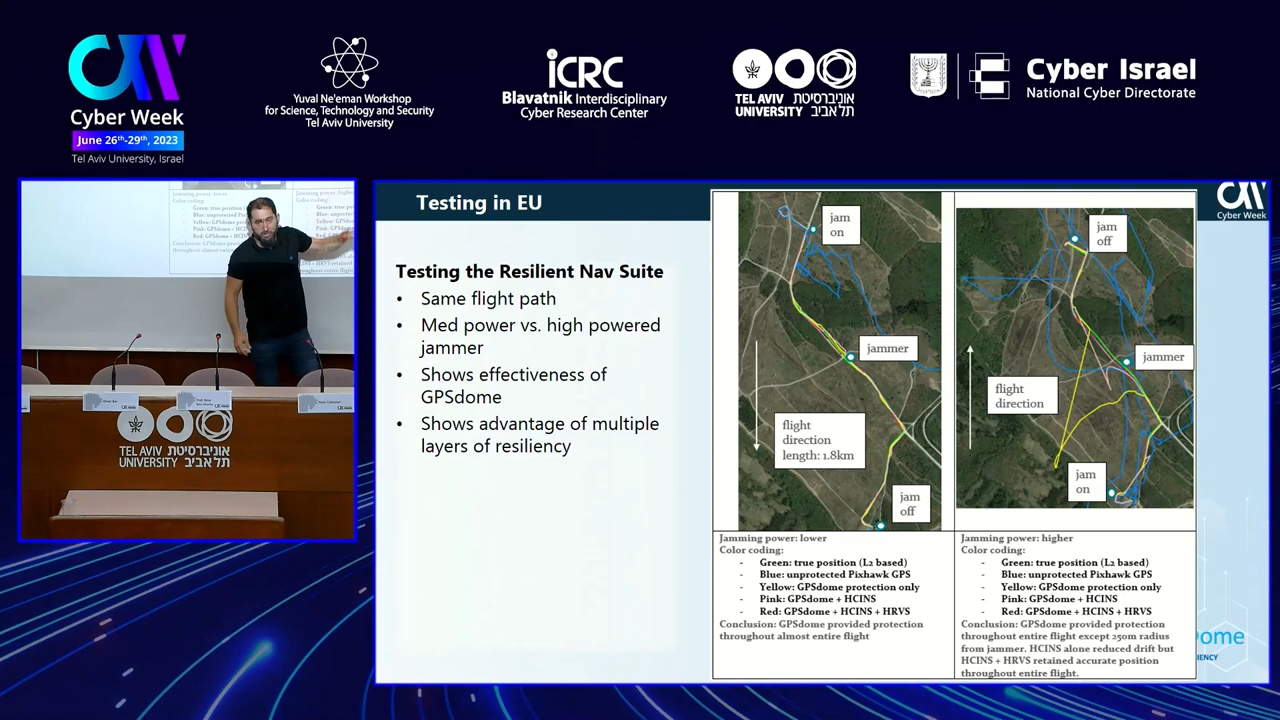 Cyber Week
June 26th-29th, 2023
Tel Aviv University, Israel
Yuval Ne'eman Workshop
for Science, Technology and Security
Tel Aviv University
iCRC
Blavatnik Interdisciplinary
Cyber Research Center
TEL AVIV אוניברסיטת
UNIVERSITY תל אביב
Cyber Israel
National Cyber Directorate
Testing in EU
Cyber Week
Testing the Resilient Nav Suite
• Same flight path
• Med power vs. high powered
jammer
• Shows effectiveness of
GPSdome
• Shows advantage of multiple
layers of resiliency
jam
on
jammer
flight
direction
length: 1.8km
jam
off
jam
off
jammer
flight
direction
jam
on
Jamming power: lower
Color coding:
- Green: true position (L2 based)
- Blue: unprotected Pixhawk GPS
- Yellow: GPSdome protection only
- Pink: GPSdome + HCINS
- Red: GPSdome + HCINS + HRVS
Conclusion: GPSdome provided protection
throughout almost entire flight
Jamming power: higher
Color coding:
- Green: true position (L2 based)
- Blue: unprotected Pixhawk GPS
- Yellow: GPSdome protection only
- Pink: GPSdome + HCINS
- Red: GPSdome + HCINS + HRVS
Conclusion: GPSdome provided protection
throughout entire flight except 250m radius
from jammer. HCINS alone reduced drift but
HCINS + HRVS retained accurate position
throughout entire flight.
ome
IENCY
TEL AVIV אוניברסיטת
UNIVERSITY תל אביב